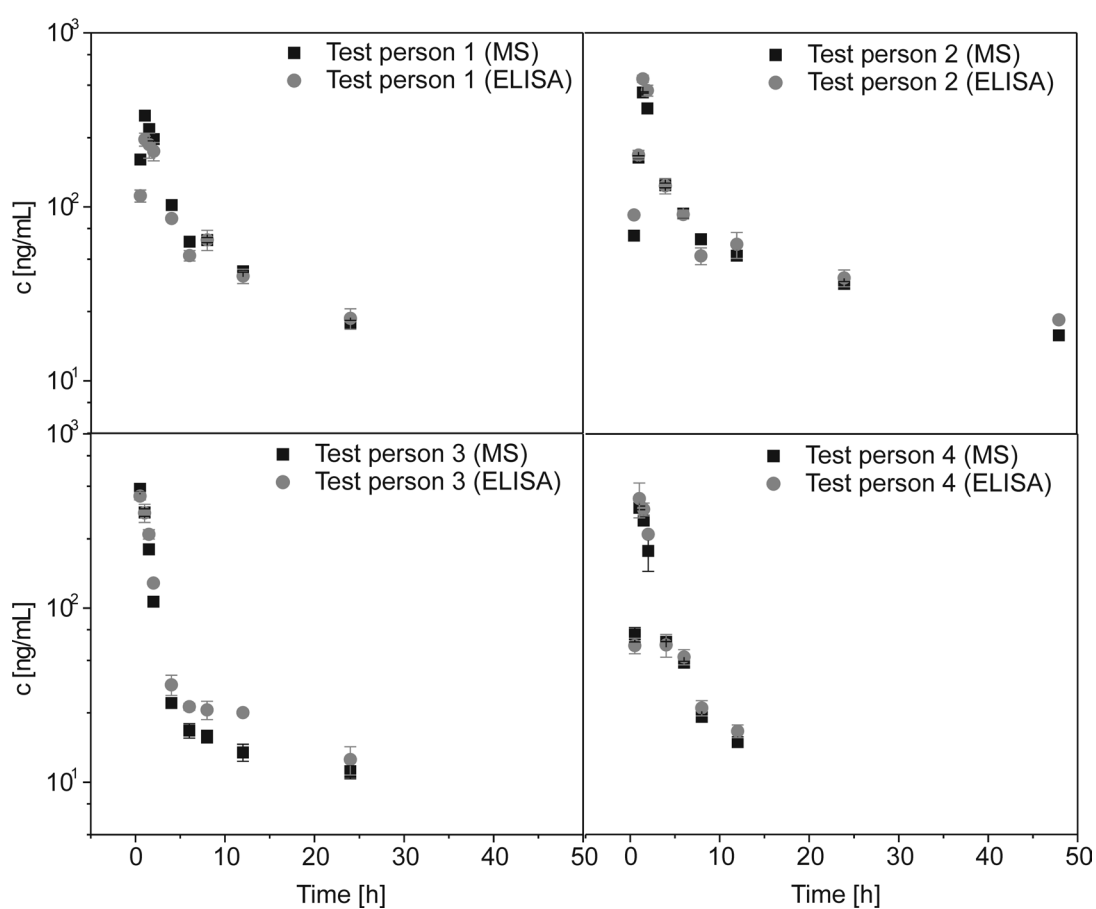 10³
Test person 1 (MS)
Test person 1 (ELISA)
Test person 2 (MS)
Test person 2 (ELISA)
10²
c [ng/mL]
10¹
10³
Test person 3 (MS)
Test person 3 (ELISA)
Test person 4 (MS)
Test person 4 (ELISA)
10²
c [ng/mL]
10¹
0 10 20 30 40 50 0 10 20 30 40 50
Time [h] Time [h]